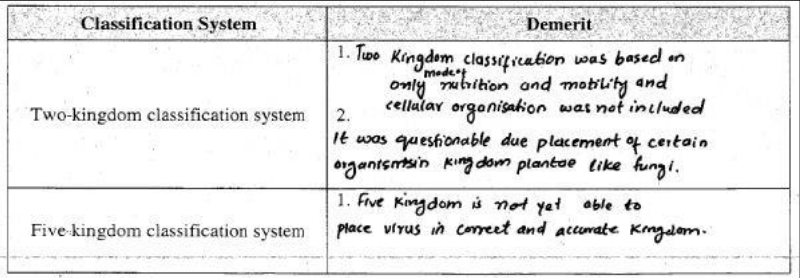 Classification System
Demerit
Two-kingdom classification system
1. Two Kingdom classification was based on
only mode of nutrition and motility and
cellular organisation was not included
2.
It was questionable due placement of certain
organisms in kingdom plantae like fungi.
Five-kingdom classification system
1. Five Kingdom is not yet able to
place virus in correct and accurate Kingdom.